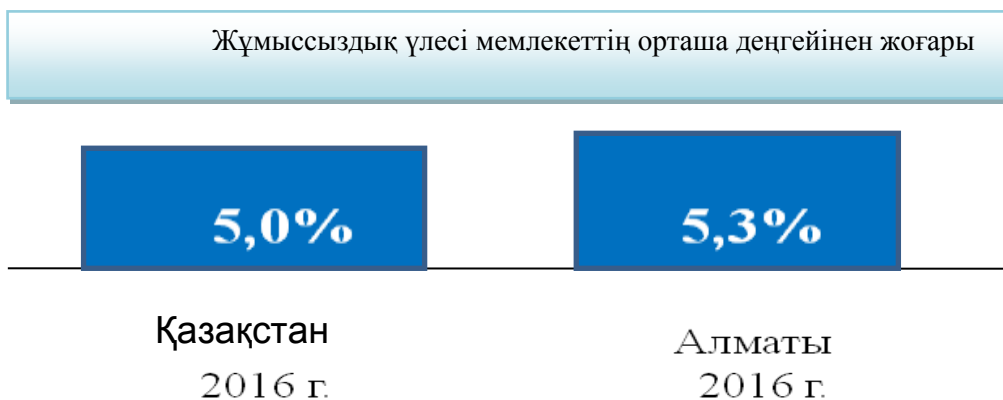 Жұмыссыздық үлесі мемлекеттің орташа деңгейінен жоғары
5,0%
5,3%
Қазақстан
2016 г.
Алматы
2016 г.